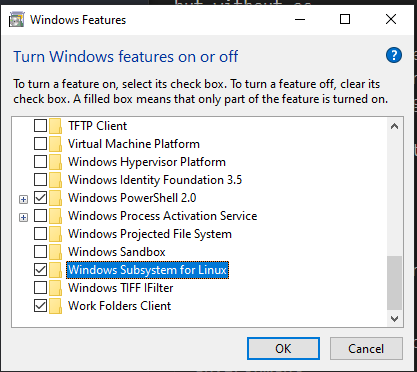 Windows Features
Turn Windows features on or off
To turn a feature on, select its check box. To turn a feature off, clear its
check box. A filled box means that only part of the feature is turned on.
TFTP Client
Virtual Machine Platform
Windows Hypervisor Platform
Windows Identity Foundation 3.5
Windows PowerShell 2.0
Windows Process Activation Service
Windows Projected File System
Windows Sandbox
Windows Subsystem for Linux
Windows TIFF IFilter
Work Folders Client
OK
Cancel